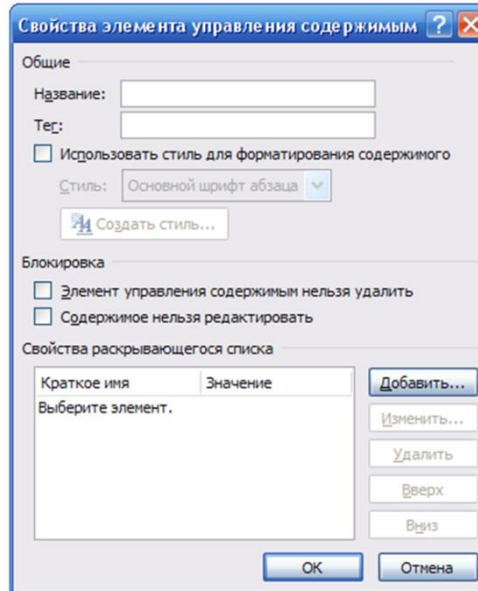 Свойства элемента управления содержимым
Общие
Название:
Тег:
Использовать стиль для форматирования содержимого
Стиль: Основной шрифт абзаца
Создать стиль...
Блокировка
Элемент управления содержимым нельзя удалить
Содержимое нельзя редактировать
Свойства раскрывающегося списка
Краткое имя Значение
Выберите элемент.
Добавить...
Изменить...
Удалить
Вверх
Вниз
ОК Отмена